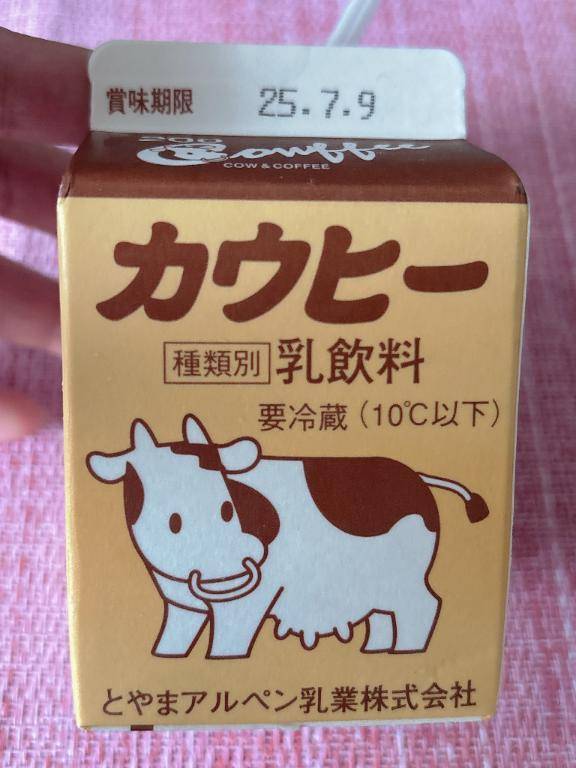 賞味期限 25.7.9
Couffee
COW & COFFEE
カウヒー
種類別 乳飲料
要冷蔵(10℃以下)
とやまアルペン乳業株式会社